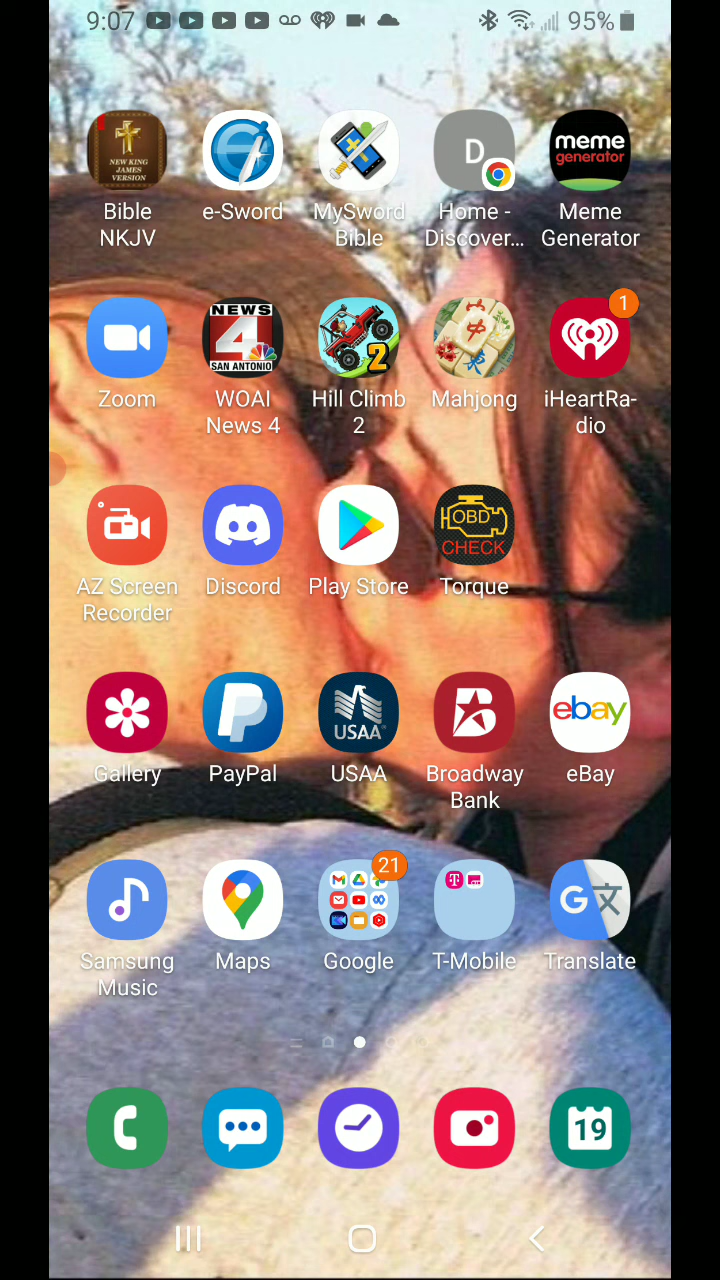 9:07
95%
NEW KING
JAMES
VERSION
D
meme
generator
Bible
NKJV
e-Sword
MySword
Bible
Home -
Discover...
Meme
Generator
NEWS
4
SAN ANTONIO
2
1
Zoom
WOAI
News 4
Hill Climb
2
Mahjong
iHeartRa-
dio
OBD
CHECK
AZ Screen
Recorder
Discord
Play Store
Torque
USAA
B
ebay
Gallery
PayPal
USAA
Broadway
Bank
eBay
21
T
G文
Samsung
Music
Maps
Google
T-Mobile
Translate
19